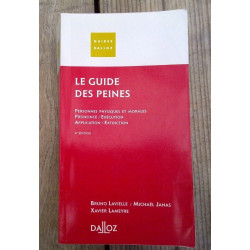 GUIDES
DALLOZ
LE GUIDE
DES PEINES
PERSONNES PHYSIQUES ET MORALES
PRONONCÉ - EXÉCUTION
APPLICATION - EXTINCTION
BRUNO LAVIELLE / MICHAËL JANAS
XAVIER LAMEYRE
DALLOZ